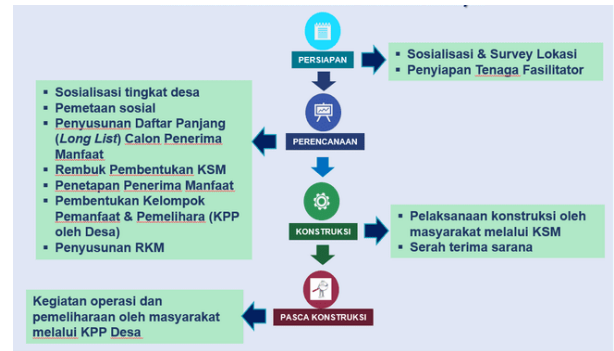 PERSIAPAN
▪ Sosialisasi & Survey Lokasi
▪ Penyiapan Tenaga Fasilitator
▪ Sosialisasi tingkat desa
▪ Pemetaan sosial
▪ Penyusunan Daftar Panjang
(Long List) Calon Penerima
Manfaat
▪ Rembuk Pembentukan KSM
▪ Penetapan Penerima Manfaat
▪ Pembentukan Kelompok
Pemanfaat & Pemelihara (KPP
oleh Desa)
▪ Penyusunan RKM
PERENCANAAN
KONSTRUKSI
▪ Pelaksanaan konstruksi oleh
masyarakat melalui KSM
▪ Serah terima sarana
Kegiatan operasi dan
pemeliharaan oleh masyarakat
melalui KPP Desa
PASCA KONSTRUKSI